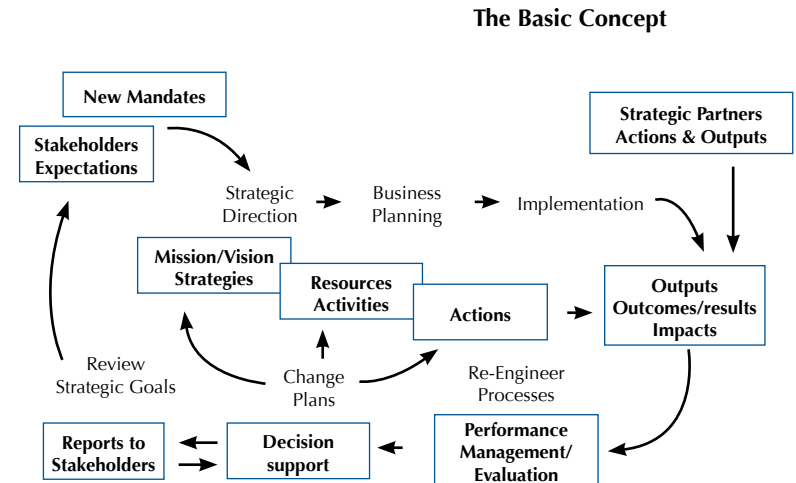 The Basic Concept
New Mandates
Stakeholders
Expectations
Strategic Partners
Actions & Outputs
Strategic
Direction
Business
Planning
Implementation
Mission/Vision
Strategies
Resources
Activities
Actions
Outputs
Outcomes/results
Impacts
Review
Strategic Goals
Change
Plans
Re-Engineer
Processes
Reports to
Stakeholders
Decision
support
Performance
Management/
Evaluation